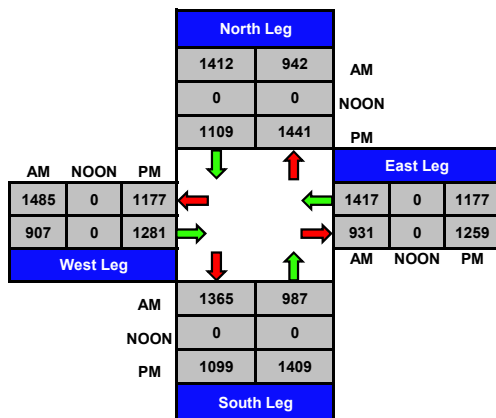 North Leg
1412 942 AM
0 0 NOON
1109 1441 PM
AM NOON PM East Leg
1485 0 1177 1417 0 1177
907 0 1281 931 0 1259
West Leg AM NOON PM
AM 1365 987
NOON 0 0
PM 1099 1409
South Leg